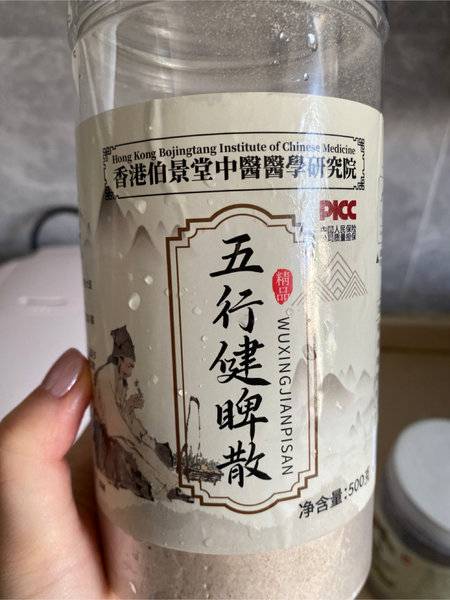 Hong Kong Bojingtang Institute of Chinese Medicine
香港伯景堂中醫醫學研究院
PICC
五行健脾散
精品
WUXINGJIANPISAN
净含量:500克